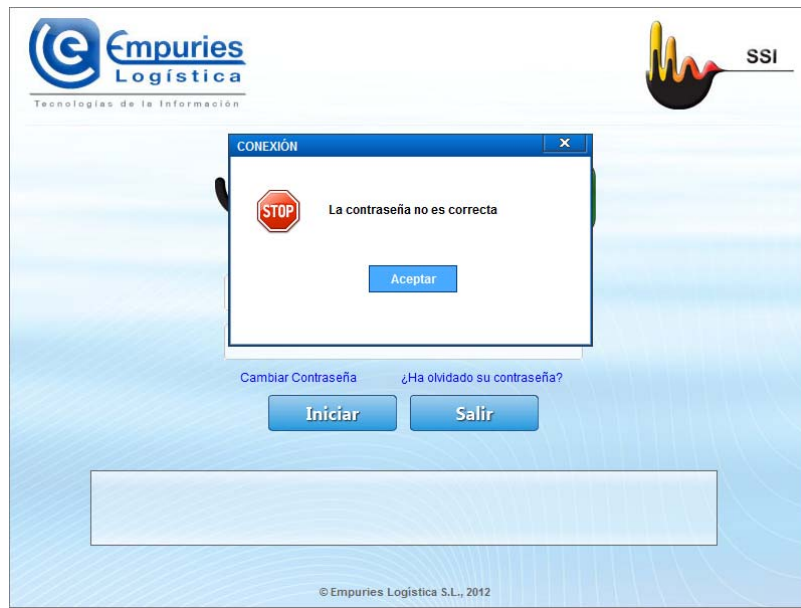 Empuries
Logística
Tecnologías de la Información
SSI
CONEXIÓN
X
STOP
La contraseña no es correcta
Aceptar
Cambiar Contraseña
¿Ha olvidado su contraseña?
Iniciar
Salir
© Empuries Logística S.L., 2012